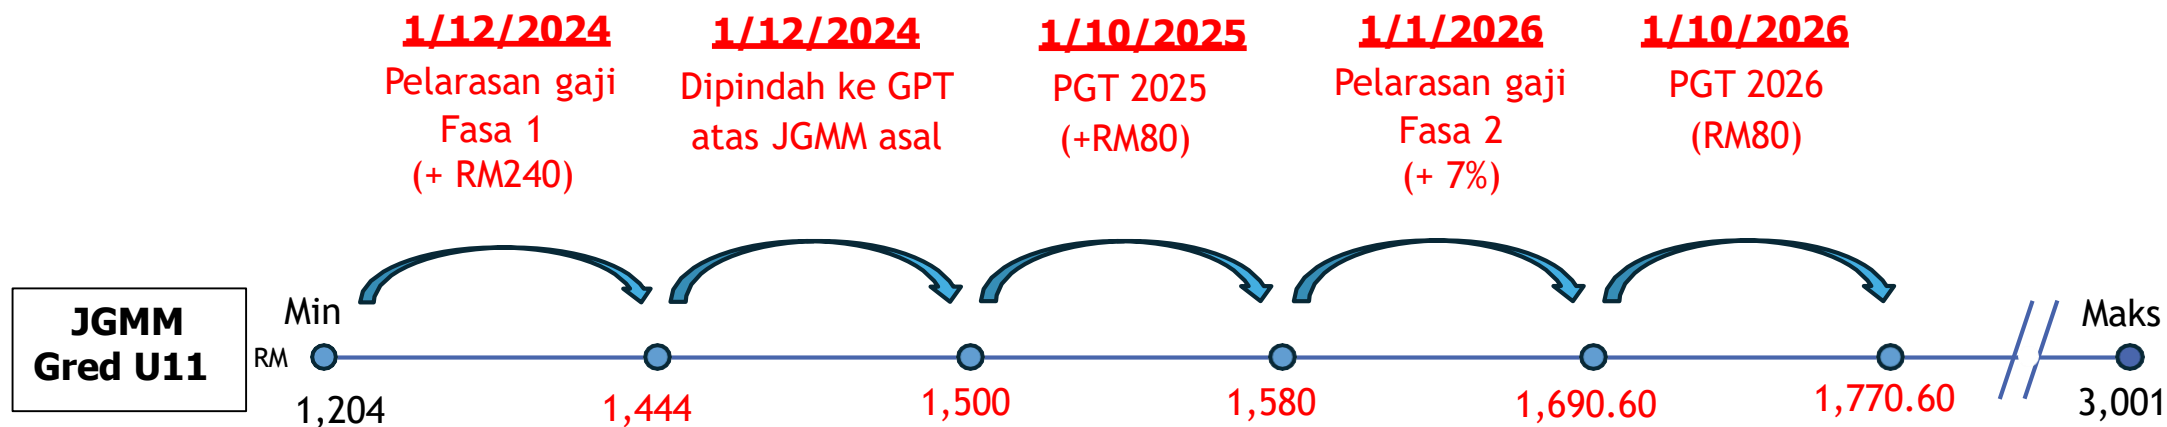 1/12/2024
Pelarasan gaji
Fasa 1
(+ RM240)
1/12/2024
Dipindah ke GPT
atas JGMM asal
1/10/2025
PGT 2025
(+RM80)
1/1/2026
Pelarasan gaji
Fasa 2
(+ 7%)
1/10/2026
PGT 2026
(RM80)
JGMM
Gred U11
RM
Min
1,204
1,444
1,500
1,580
1,690.60
1,770.60
Maks
3,001